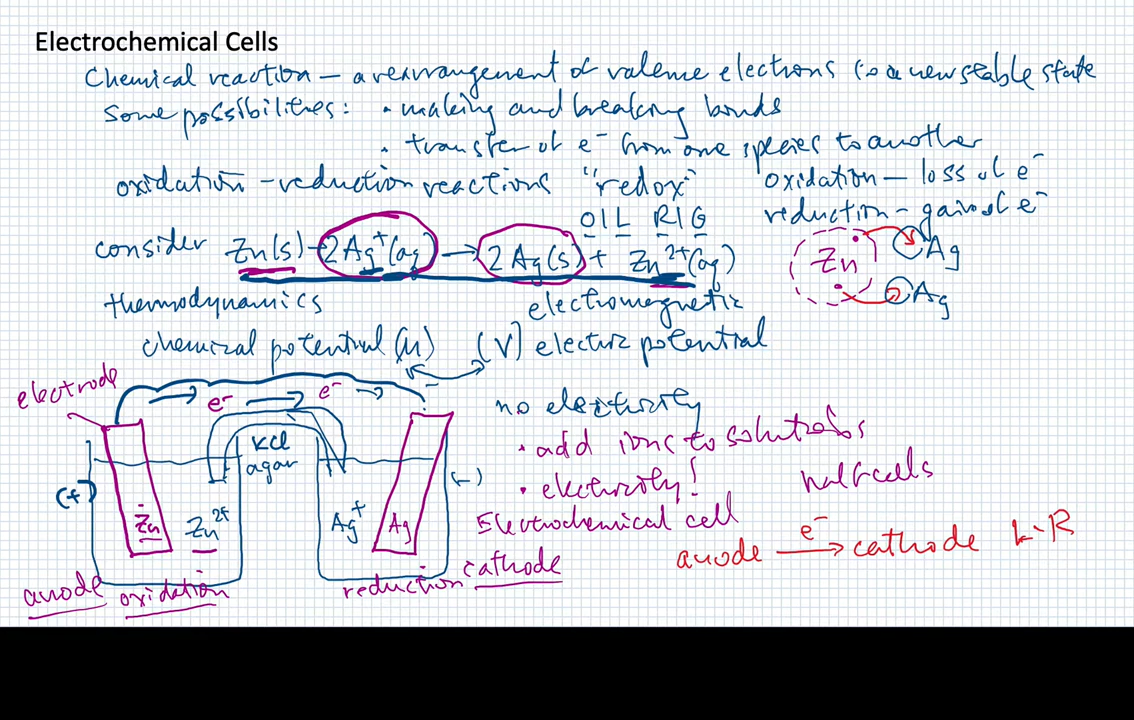 Electrochemical Cells
Chemical reaction — a rearrangement of valence electrons to a new stable state
Some possibilities: • making and breaking bonds
• transfer of e⁻ from one species to another
oxidation - reduction reactions "redox"
oxidation — loss of e⁻
reduction - gain of e⁻
OIL RIG
consider Zn(s) + 2Ag⁺(aq) → 2Ag(s) + Zn²⁺(aq)
Zn Ag
Ag
thermodynamics electromagnetic
chemical potential (μ) (V) electric potential
electrode
e⁻ e⁻
no electricity
• add ions to solutions
• electricity!
half-cells
KCl
agar
(+) Zn Zn²⁺ Ag⁺ Ag (-)
Electrochemical cell
anode oxidation reduction cathode
anode e⁻→ cathode L→R